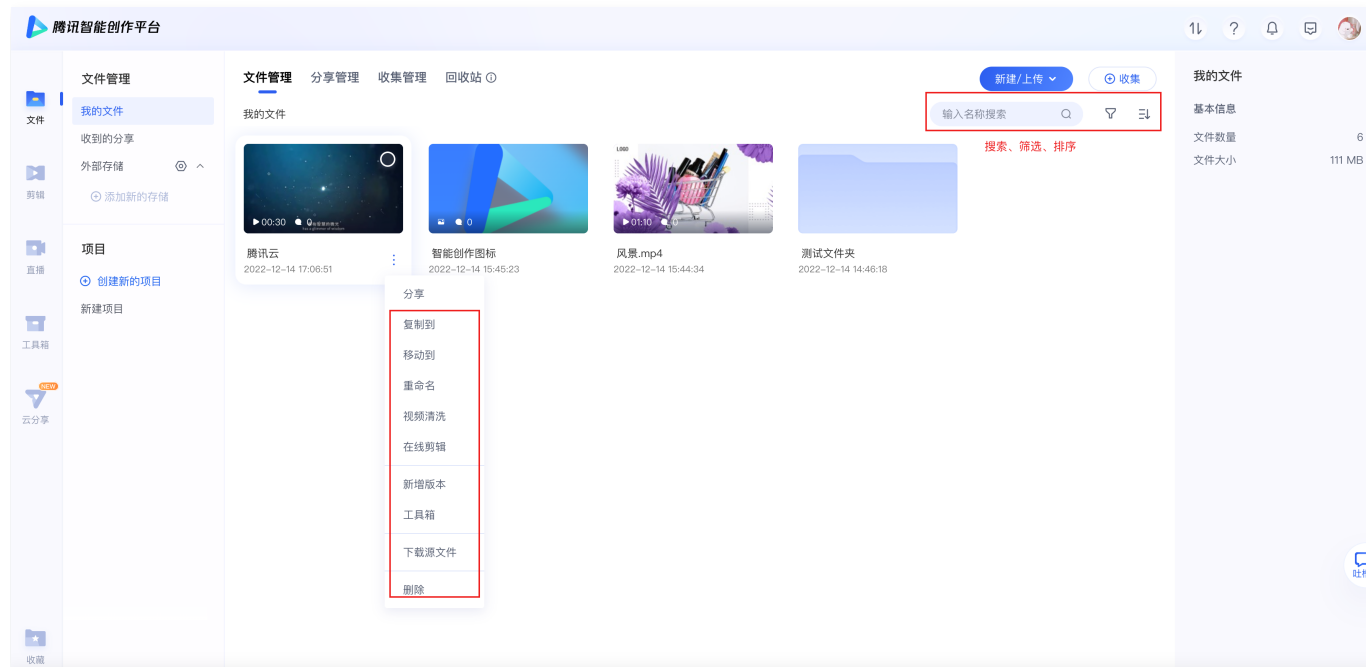 腾讯智能创作平台
文件
剪辑
直播
工具箱
NEW
云分享
收藏
文件管理
我的文件
收到的分享
外部存储
添加新的存储
项目
创建新的项目
新建项目
文件管理 分享管理 收集管理 回收站
新建/上传 收集
我的文件
输入名称搜索
搜索、筛选、排序
00:30 0
腾讯云
2022-12-14 17:06:51
0
智能创作图标
2022-12-14 15:45:23
LOGO
01:10 0
风景.mp4
2022-12-14 15:44:34
测试文件夹
2022-12-14 14:46:18
分享
复制到
移动到
重命名
视频清洗
在线剪辑
新增版本
工具箱
下载源文件
删除
我的文件
基本信息
文件数量 6
文件大小 111 MB